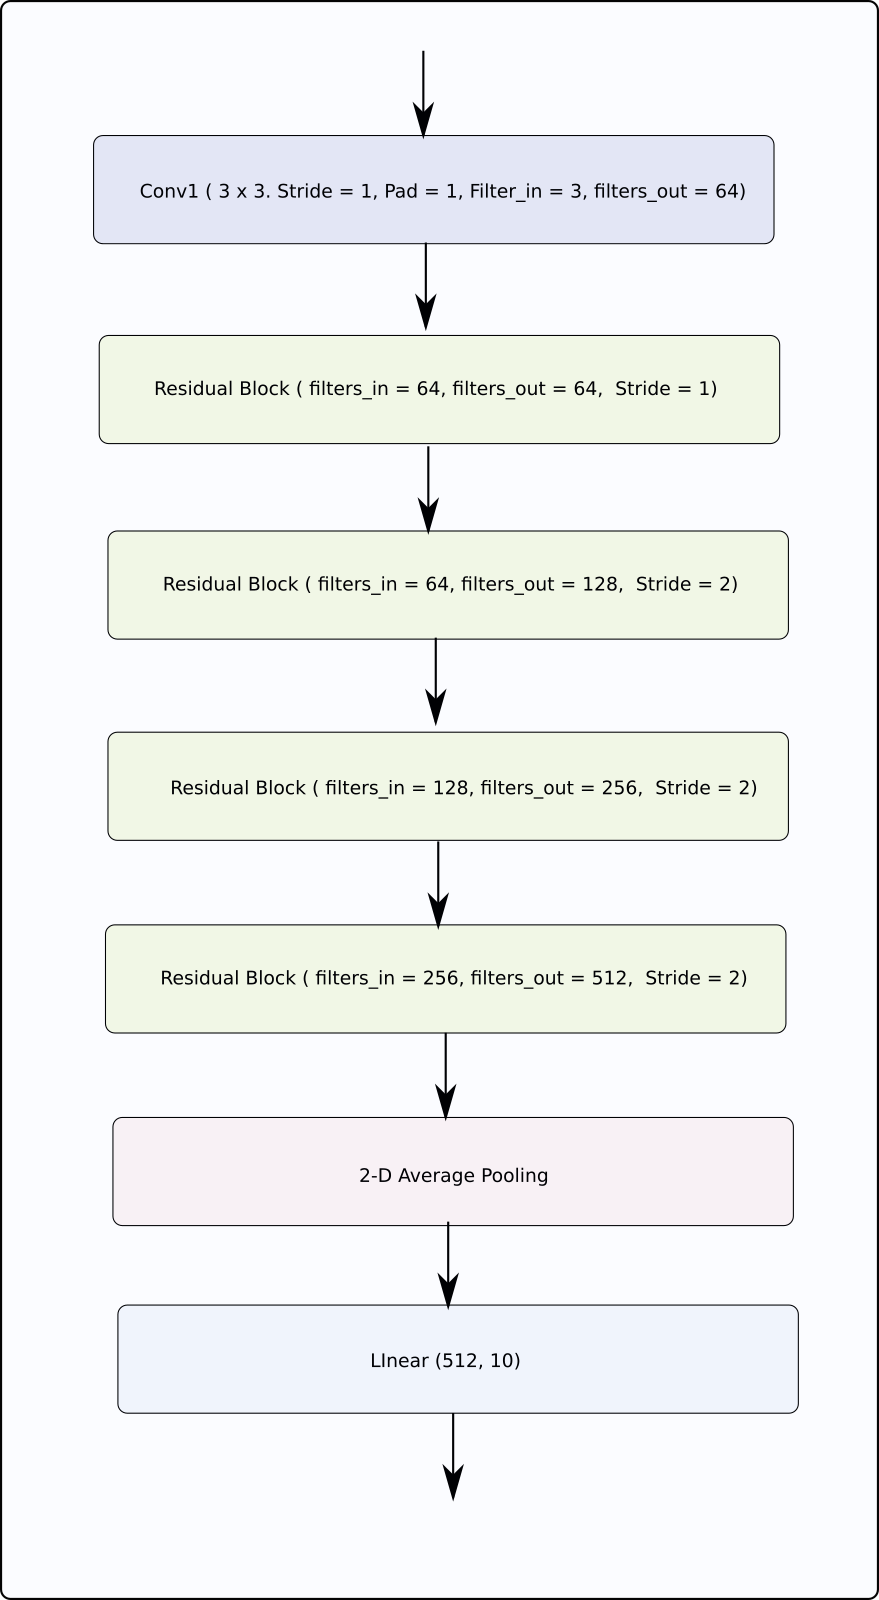 Conv1 ( 3 x 3. Stride = 1, Pad = 1, Filter_in = 3, filters_out = 64)
Residual Block ( filters_in = 64, filters_out = 64,  Stride = 1)
Residual Block ( filters_in = 64, filters_out = 128,  Stride = 2)
Residual Block ( filters_in = 128, filters_out = 256,  Stride = 2)
Residual Block ( filters_in = 256, filters_out = 512,  Stride = 2)
2-D Average Pooling
LInear (512, 10)